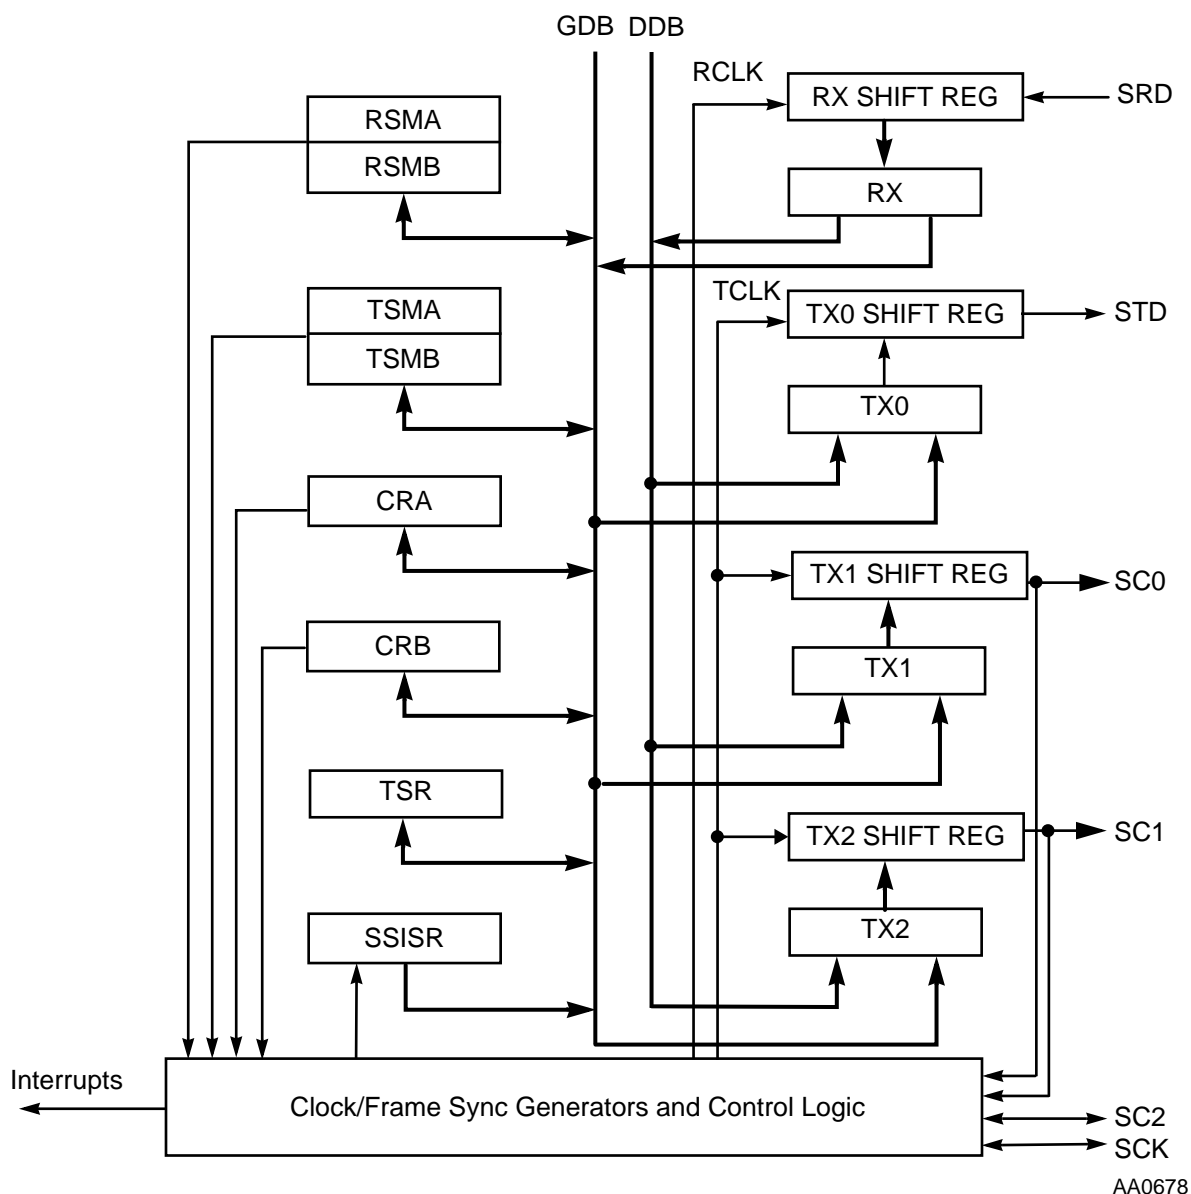 GDB DDB
RCLK
RX SHIFT REG
SRD
RSMA
RSMB
RX
TCLK
TX0 SHIFT REG
STD
TSMA
TSMB
TX0
CRA
TX1 SHIFT REG
SC0
CRB
TX1
TSR
TX2 SHIFT REG
SC1
SSISR
TX2
Interrupts
Clock/Frame Sync Generators and Control Logic
SC2
SCK
AA0678